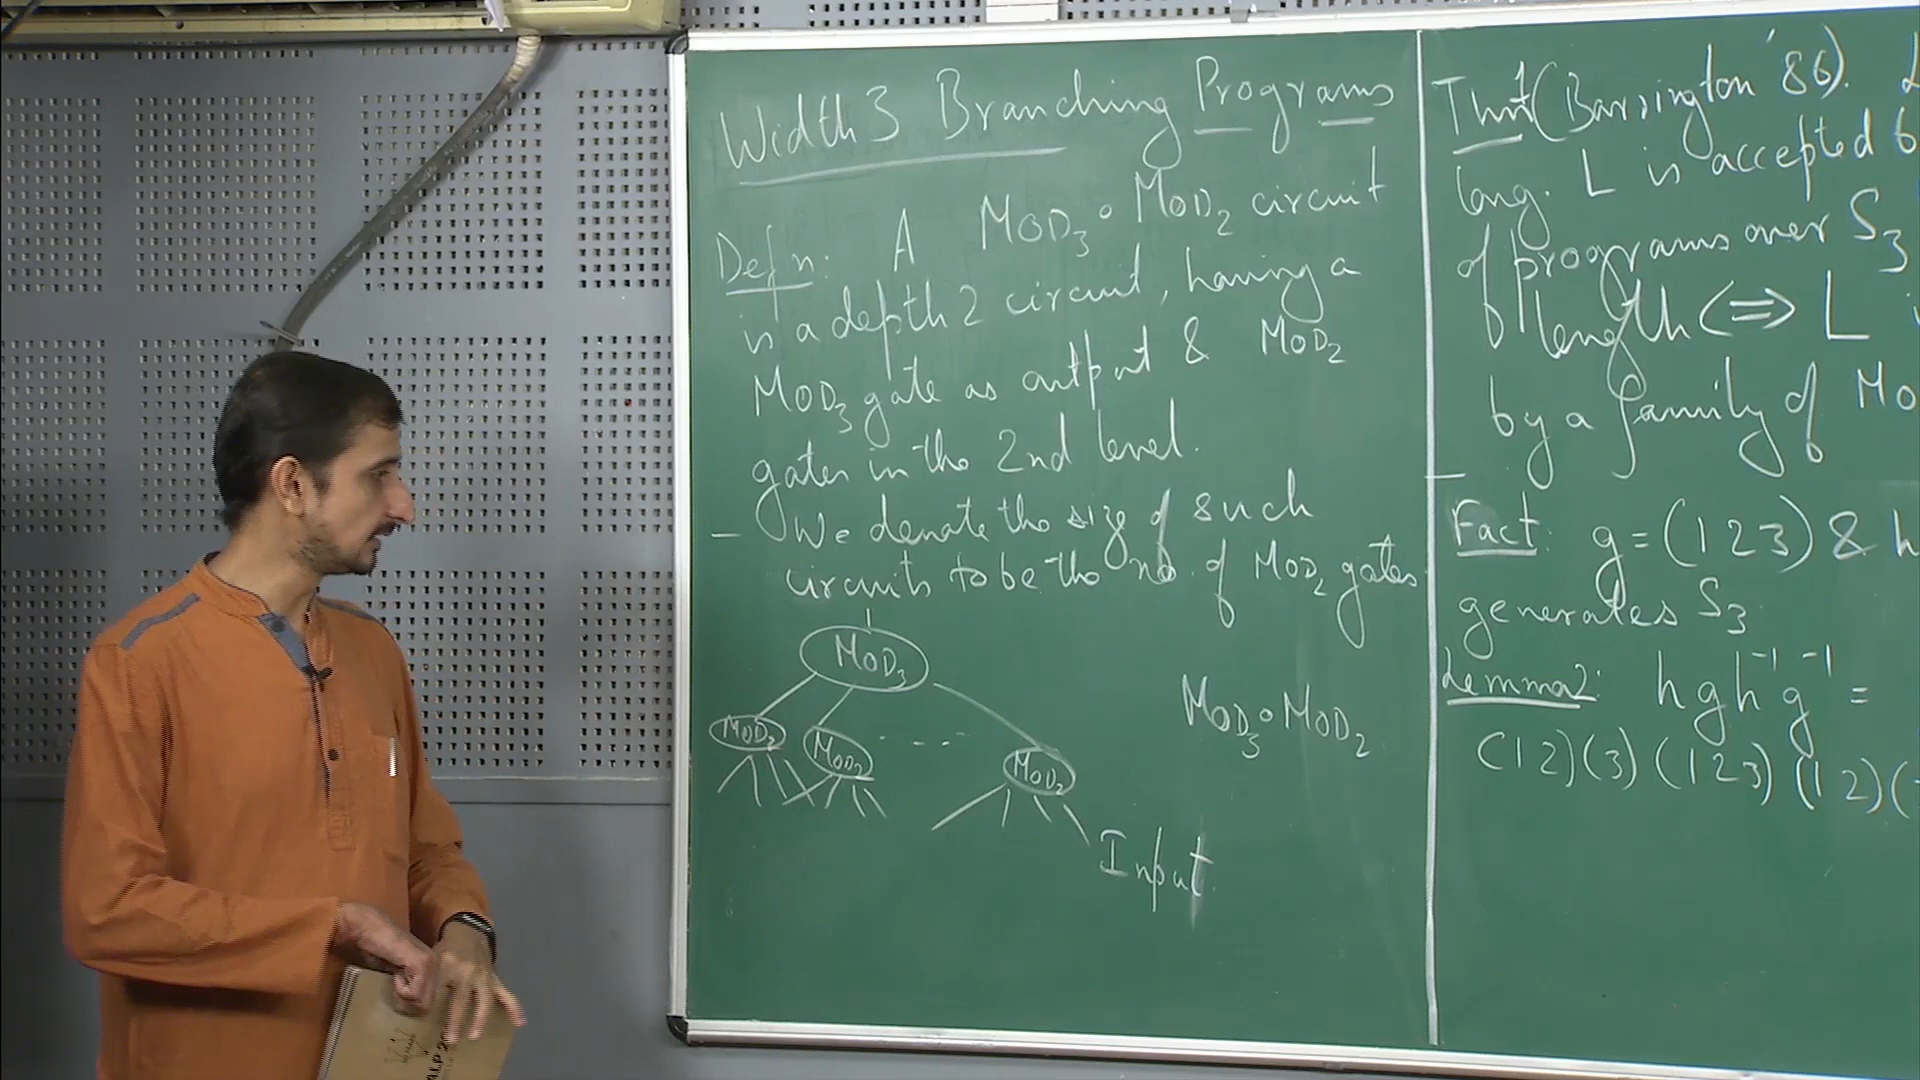 Width 3 Branching Programs
Defn: A MOD₃ ∘ MOD₂ circuit
is a depth 2 circuit, having a
MOD₃ gate as output & MOD₂
gates in the 2nd level.
- We denote the size of such
circuits to be the no. of MOD₂ gates
MOD₃
MOD₂ MOD₂ - - - MOD₂
MOD₃ ∘ MOD₂
Input
Thm 1 (Barrington '86). L
lang. L is accepted b
of programs over S₃
length <=> L i
by a family of MO
Fact: g = (1 2 3) & h
generates S₃
Lemma 2: h g h⁻¹ g⁻¹ =
(1 2)(3) (1 2 3) (1 2)(